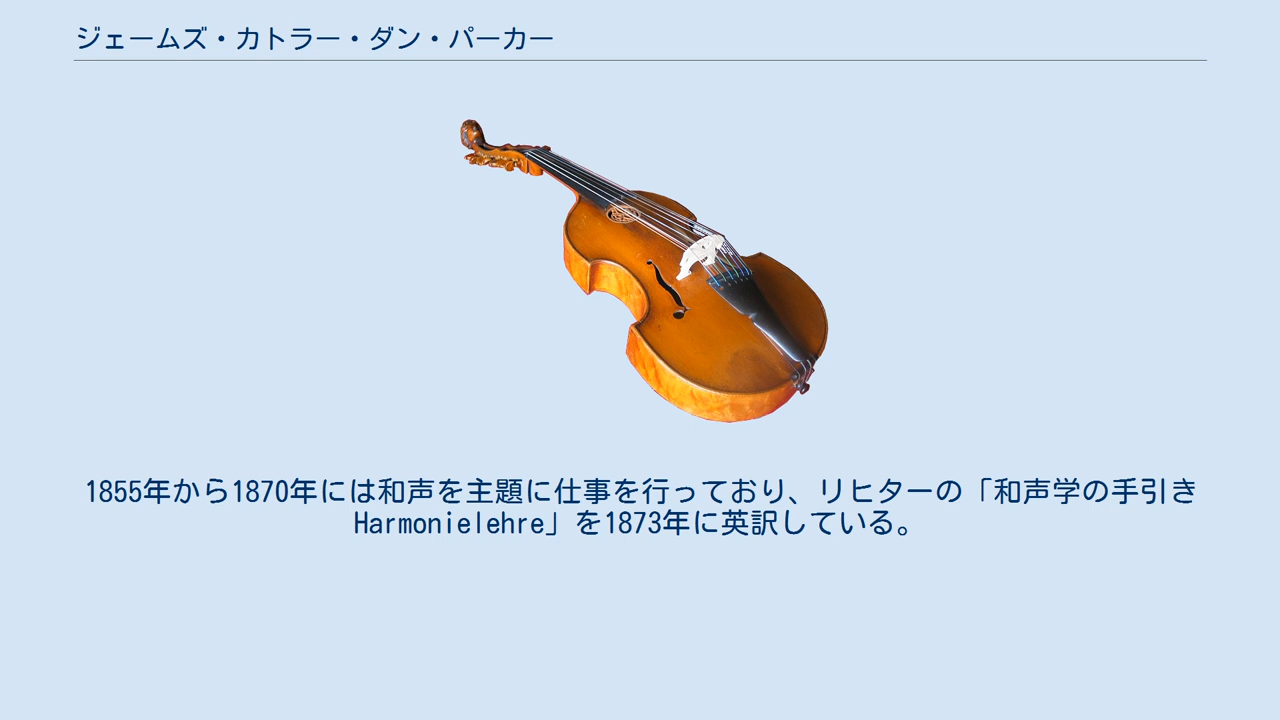 ジェームズ・カトラー・ダン・パーカー
1855年から1870年には和声を主題に仕事を行っており、リヒターの「和声学の手引き
Harmonielehre」を1873年に英訳している。